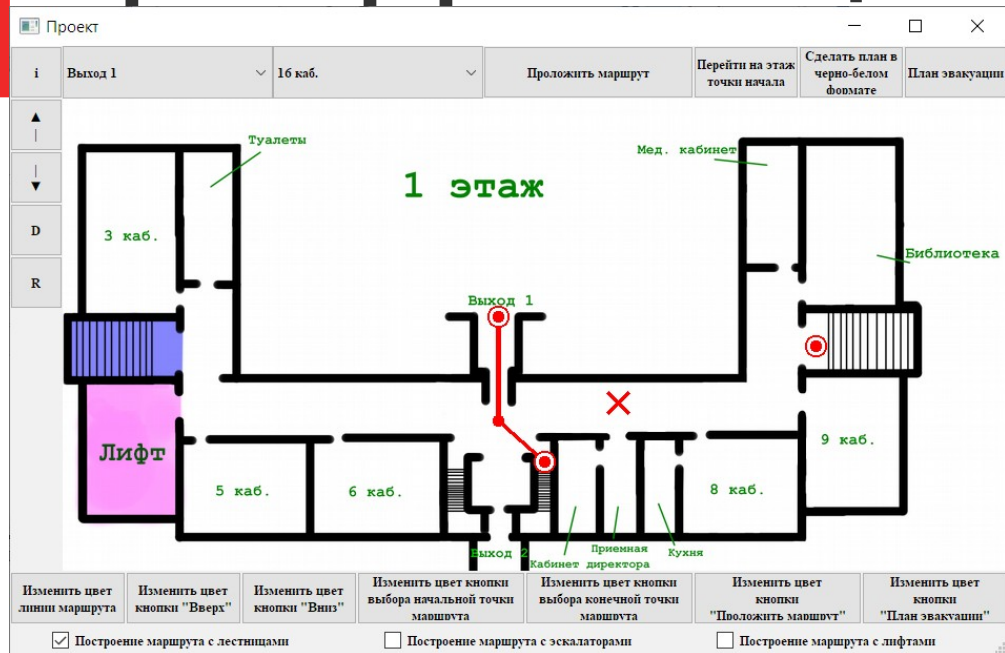 Проект
i
Выход 1
16 каб.
Проложить маршрут
Перейти на этаж
точки начала
Сделать план в
черно-белом
формате
План эвакуации
D
R
Туалеты
Мед. кабинет
1 этаж
3 каб.
Библиотека
Выход 1
Лифт
9 каб.
5 каб.
6 каб.
8 каб.
Выход 2
Приемная
Кухня
Кабинет директора
Изменить цвет
линии маршрута
Изменить цвет
кнопки "Вверх"
Изменить цвет
кнопки "Вниз"
Изменить цвет кнопки
выбора начальной точки
маршрута
Изменить цвет кнопки
выбора конечной точки
маршрута
Изменить цвет
кнопки
"Проложить маршрут"
Изменить цвет
кнопки
"План эвакуации"
Построение маршрута с лестницами
Построение маршрута с эскалаторами
Построение маршрута с лифтами